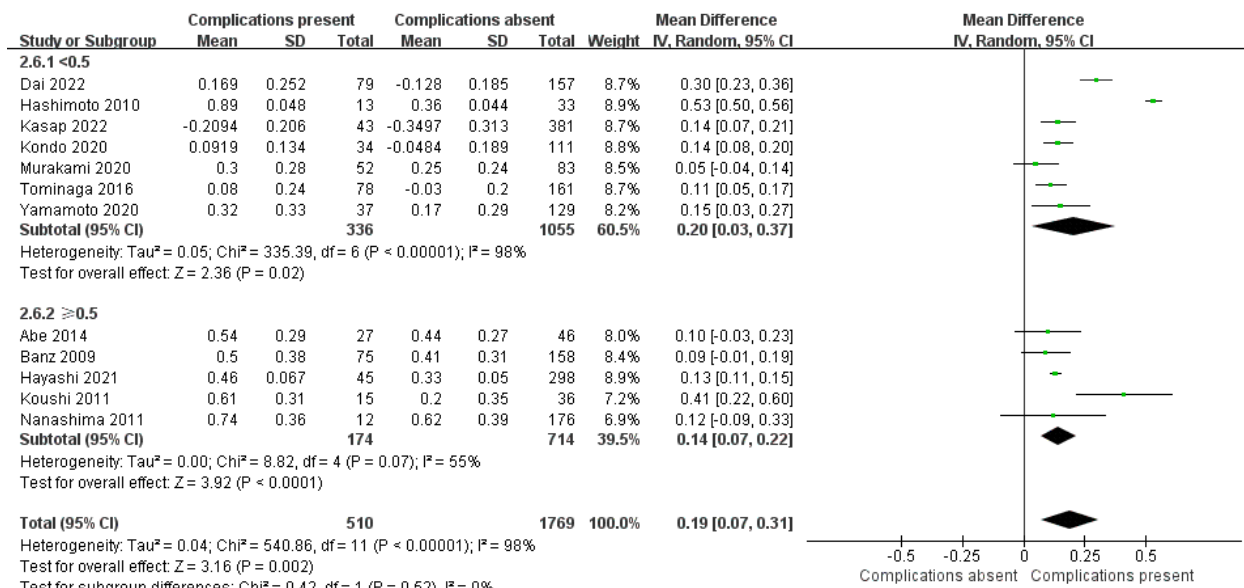 Complications present Complications absent Mean Difference Mean Difference
Study or Subgroup Mean SD Total Mean SD Total Weight IV, Random, 95% CI IV, Random, 95% CI
2.6.1 <0.5
Dai 2022 0.169 0.252 79 -0.128 0.185 157 8.7% 0.30 [0.23, 0.36]
Hashimoto 2010 0.89 0.048 13 0.36 0.044 33 8.9% 0.53 [0.50, 0.56]
Kasap 2022 -0.2094 0.206 43 -0.3497 0.313 381 8.7% 0.14 [0.07, 0.21]
Kondo 2020 0.0919 0.134 34 -0.0484 0.189 111 8.8% 0.14 [0.08, 0.20]
Murakami 2020 0.3 0.28 52 0.25 0.24 83 8.5% 0.05 [-0.04, 0.14]
Tominaga 2016 0.08 0.24 78 -0.03 0.2 161 8.7% 0.11 [0.05, 0.17]
Yamamoto 2020 0.32 0.33 37 0.17 0.29 129 8.2% 0.15 [0.03, 0.27]
Subtotal (95% CI) 336 1055 60.5% 0.20 [0.03, 0.37]
Heterogeneity: Tau² = 0.05; Chi² = 335.39, df = 6 (P < 0.00001); I² = 98%
Test for overall effect: Z = 2.36 (P = 0.02)
2.6.2 ≥0.5
Abe 2014 0.54 0.29 27 0.44 0.27 46 8.0% 0.10 [-0.03, 0.23]
Banz 2009 0.5 0.38 75 0.41 0.31 158 8.4% 0.09 [-0.01, 0.19]
Hayashi 2021 0.46 0.067 45 0.33 0.05 298 8.9% 0.13 [0.11, 0.15]
Koushi 2011 0.61 0.31 15 0.2 0.35 36 7.2% 0.41 [0.22, 0.60]
Nanashima 2011 0.74 0.36 12 0.62 0.39 176 6.9% 0.12 [-0.09, 0.33]
Subtotal (95% CI) 174 714 39.5% 0.14 [0.07, 0.22]
Heterogeneity: Tau² = 0.00; Chi² = 8.82, df = 4 (P = 0.07); I² = 55%
Test for overall effect: Z = 3.92 (P < 0.0001)
Total (95% CI) 510 1769 100.0% 0.19 [0.07, 0.31]
Heterogeneity: Tau² = 0.04; Chi² = 540.86, df = 11 (P < 0.00001); I² = 98%
Test for overall effect: Z = 3.16 (P = 0.002)
Test for subgroup differences: Chi² = 0.42, df = 1 (P = 0.52), I² = 0%
-0.5 -0.25 0 0.25 0.5
Complications absent Complications present